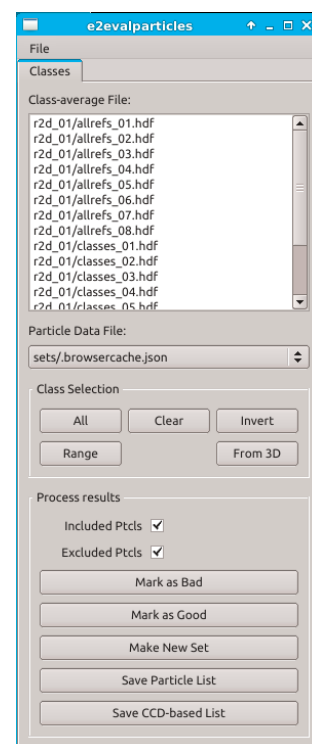 e2evalparticles
File
Classes
Class-average File:
r2d_01/allrefs_01.hdf
r2d_01/allrefs_02.hdf
r2d_01/allrefs_03.hdf
r2d_01/allrefs_04.hdf
r2d_01/allrefs_05.hdf
r2d_01/allrefs_06.hdf
r2d_01/allrefs_07.hdf
r2d_01/allrefs_08.hdf
r2d_01/classes_01.hdf
r2d_01/classes_02.hdf
r2d_01/classes_03.hdf
r2d_01/classes_04.hdf
r2d_01/classes_05.hdf
Particle Data File:
sets/.browsercache.json
Class Selection
All Clear Invert
Range From 3D
Process results
Included Ptcls
Excluded Ptcls
Mark as Bad
Mark as Good
Make New Set
Save Particle List
Save CCD-based List